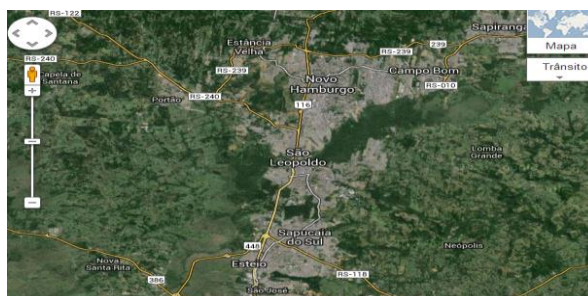 RS-122
Sapiranga
Estância
Velha
RS-239
239
Mapa
RS-240
Capela de
Santana
RS-239
Novo
Hamburgo
Campo Bom
Trânsito
Portão
RS-240
RS-010
116
São
Leopoldo
Lomba
Grande
Sapucaia
do Sul
448
Neópolis
Nova
Santa Rita
Esteio
386
RS-118
São José